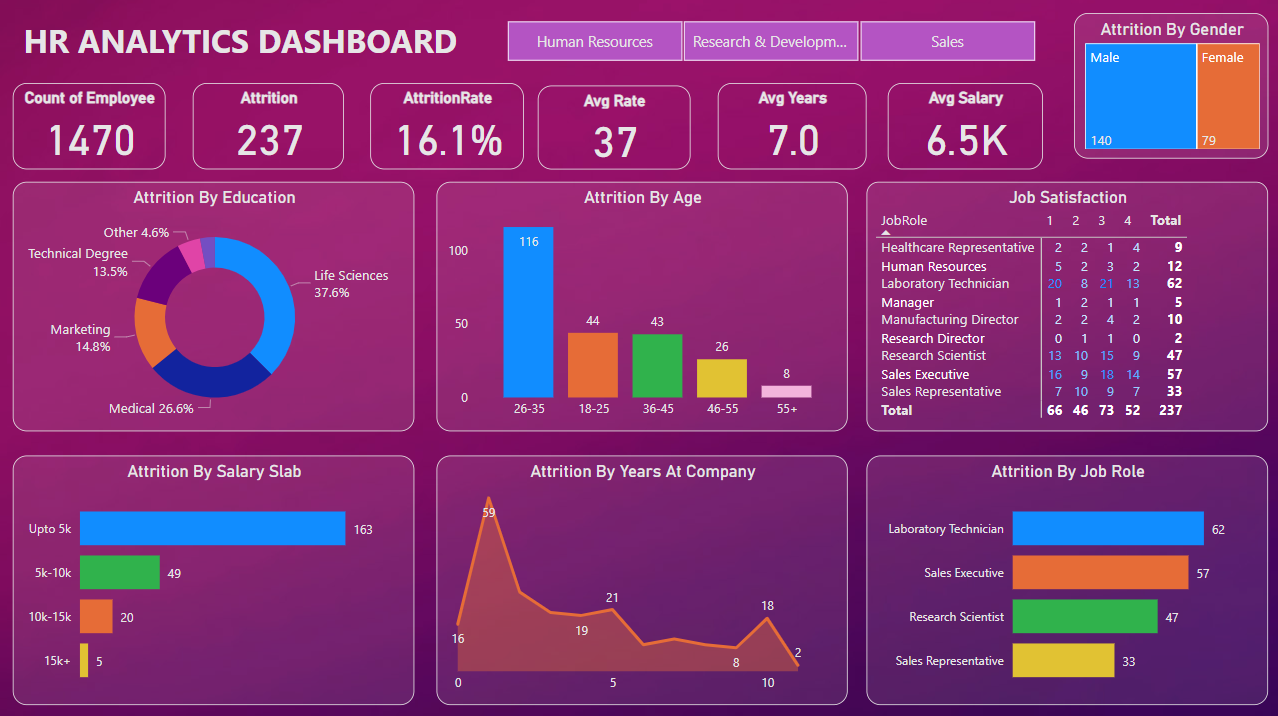 HR ANALYTICS DASHBOARD
Human Resources
Research & Developm...
Sales
Attrition By Gender
Male
Female
140
79
Count of Employee
1470
Attrition
237
AttritionRate
16.1%
Avg Rate
37
Avg Years
7.0
Avg Salary
6.5K
Attrition By Education
Other 4.6%
Technical Degree
13.5%
Life Sciences
37.6%
Marketing
14.8%
Medical 26.6%
Attrition By Age
100
50
0
116
44
43
26
8
26-35
18-25
36-45
46-55
55+
Job Satisfaction
JobRole 1 2 3 4 Total
Healthcare Representative 2 2 1 4 9
Human Resources 5 2 3 2 12
Laboratory Technician 20 8 21 13 62
Manager 1 2 1 1 5
Manufacturing Director 2 2 4 2 10
Research Director 0 1 1 0 2
Research Scientist 13 10 15 9 47
Sales Executive 16 9 18 14 57
Sales Representative 7 10 9 7 33
Total 66 46 73 52 237
Attrition By Salary Slab
Upto 5k 163
5k-10k 49
10k-15k 20
15k+ 5
Attrition By Years At Company
16
59
19
21
8
18
2
0
5
10
Attrition By Job Role
Laboratory Technician 62
Sales Executive 57
Research Scientist 47
Sales Representative 33